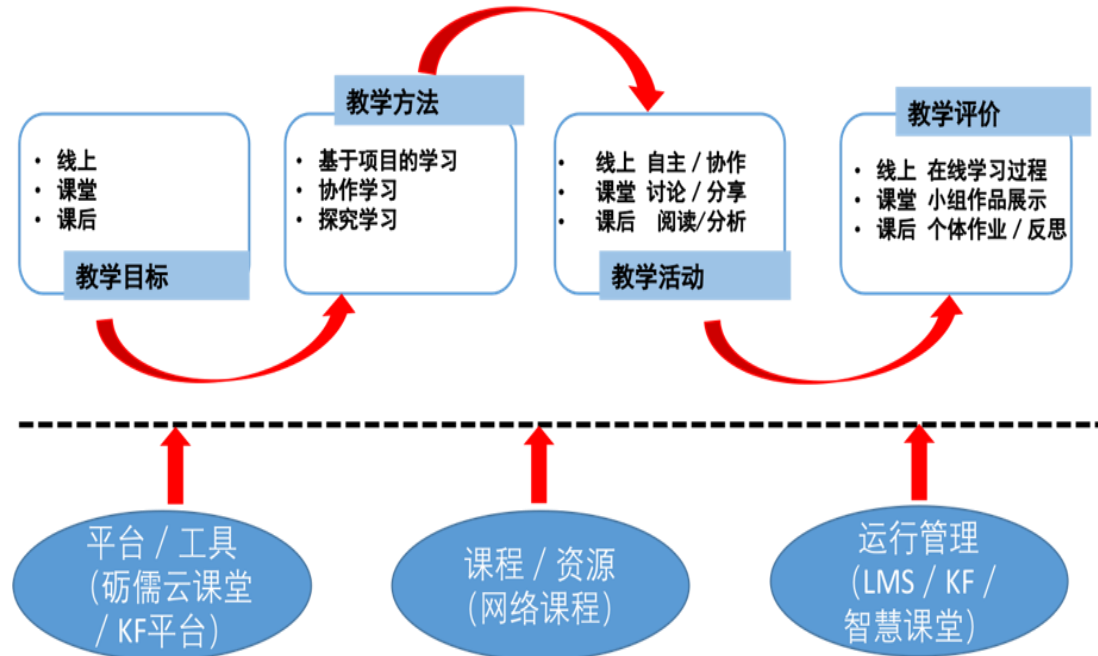 • 线上
• 课堂
• 课后
教学目标
教学方法
• 基于项目的学习
• 协作学习
• 探究学习
• 线上 自主 / 协作
• 课堂 讨论 / 分享
• 课后 阅读/分析
教学活动
教学评价
• 线上 在线学习过程
• 课堂 小组作品展示
• 课后 个体作业 / 反思
平台 / 工具
（砺儒云课堂
/ KF平台）
课程 / 资源
（网络课程）
运行管理
（LMS / KF /
智慧课堂）